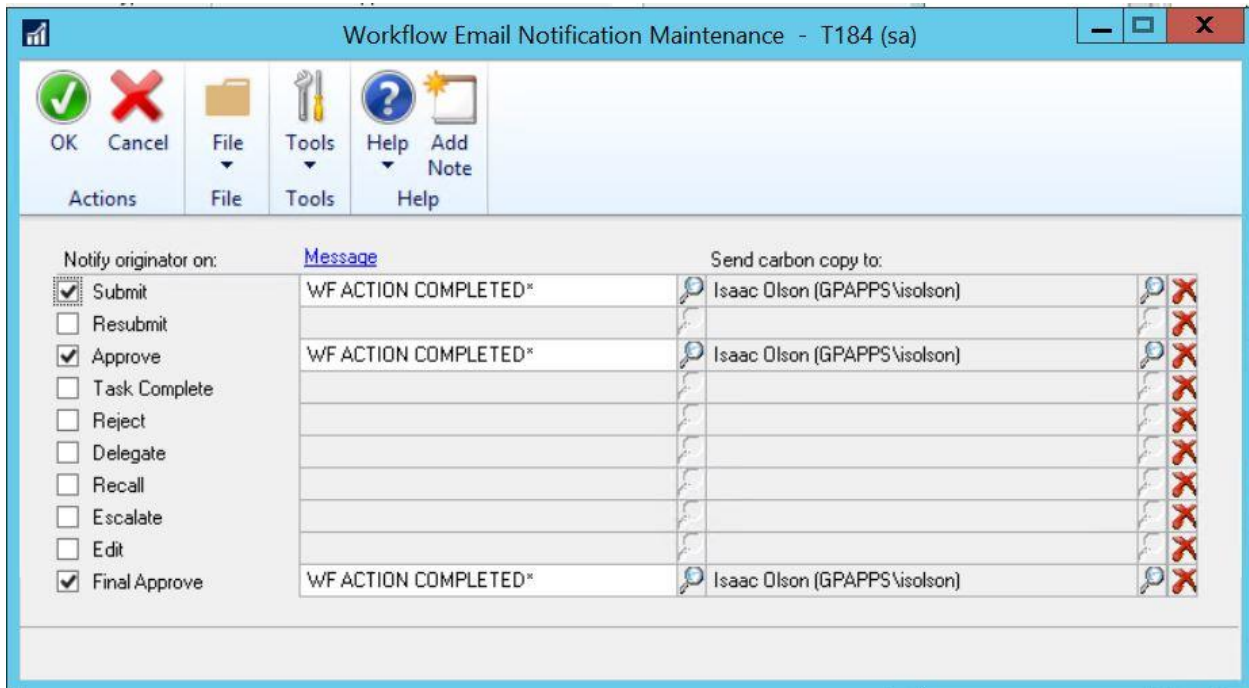 Workflow Email Notification Maintenance - T184 (sa)
OK Cancel File Tools Help Add Note
Actions File Tools Help
Notify originator on: Message Send carbon copy to:
Submit WF ACTION COMPLETED* Isaac Olson (GPAPPS\isolson)
Resubmit
Approve WF ACTION COMPLETED* Isaac Olson (GPAPPS\isolson)
Task Complete
Reject
Delegate
Recall
Escalate
Edit
Final Approve WF ACTION COMPLETED* Isaac Olson (GPAPPS\isolson)